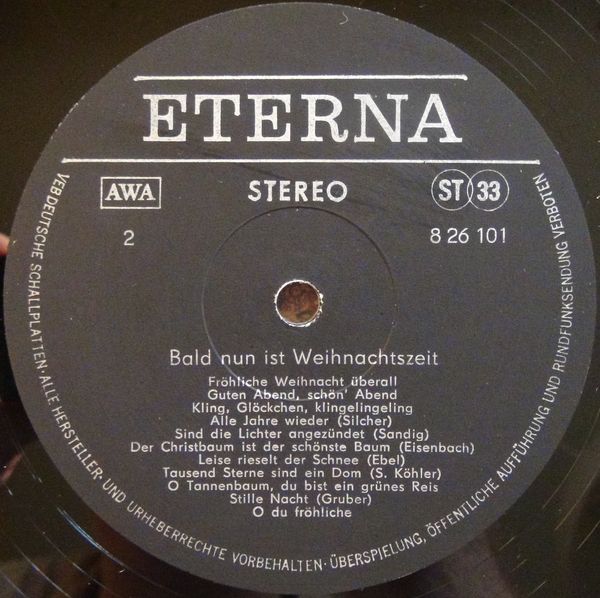 ETERNA
AWA
STEREO
ST 33
2
8 26 101
Bald nun ist Weihnachtszeit
Fröhliche Weihnacht überall
Guten Abend, schön' Abend
Kling, Glöckchen, klingelingeling
Alle Jahre wieder (Silcher)
Sind die Lichter angezündet (Sandig)
Der Christbaum ist der schönste Baum (Eisenbach)
Leise rieselt der Schnee (Ebel)
Tausend Sterne sind ein Dom (S. Köhler)
O Tannenbaum, du bist ein grünes Reis
Stille Nacht (Gruber)
O du fröhliche
VEB DEUTSCHE SCHALLPLATTEN · ALLE HERSTELLER- UND URHEBERRECHTE VORBEHALTEN · ÜBERSPIELUNG, ÖFFENTLICHE AUFFÜHRUNG UND RUNDFUNKSENDUNG VERBOTEN